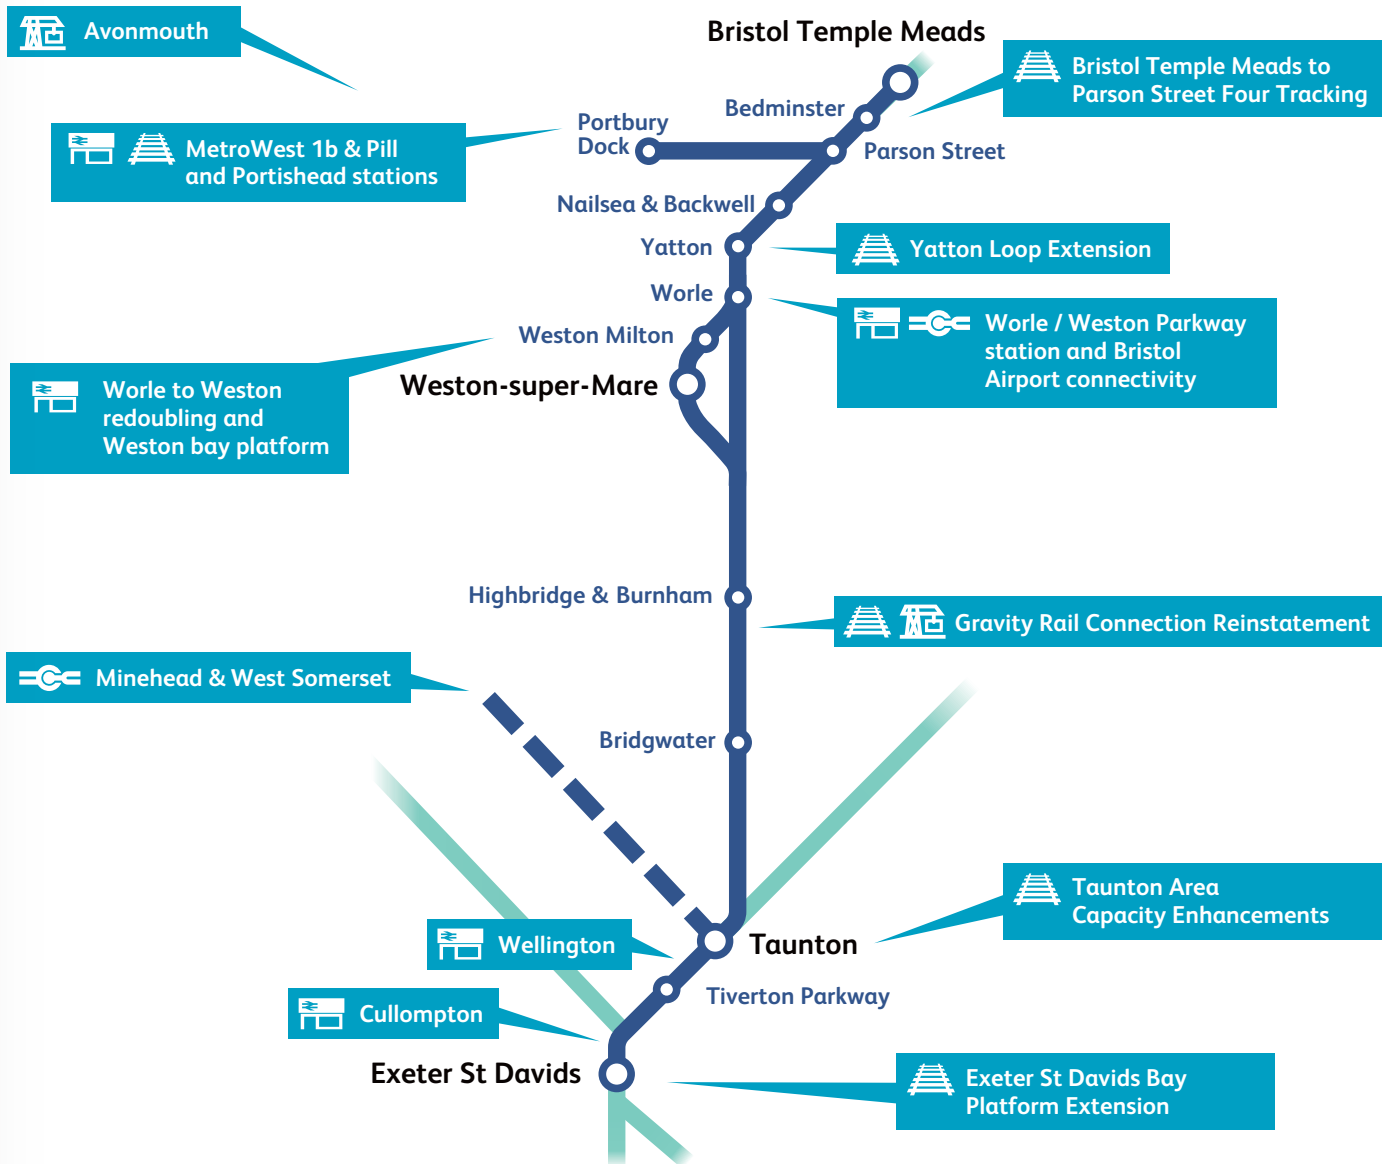 Avonmouth
Bristol Temple Meads
Bristol Temple Meads to
Parson Street Four Tracking
Bedminster
Portbury
Dock
MetroWest 1b & Pill
and Portishead stations
Parson Street
Nailsea & Backwell
Yatton
Yatton Loop Extension
Worle
Worle / Weston Parkway
station and Bristol
Airport connectivity
Weston Milton
Weston-super-Mare
Worle to Weston
redoubling and
Weston bay platform
Highbridge & Burnham
Gravity Rail Connection Reinstatement
Minehead & West Somerset
Bridgwater
Taunton Area
Capacity Enhancements
Wellington
Taunton
Tiverton Parkway
Cullompton
Exeter St Davids
Exeter St Davids Bay
Platform Extension